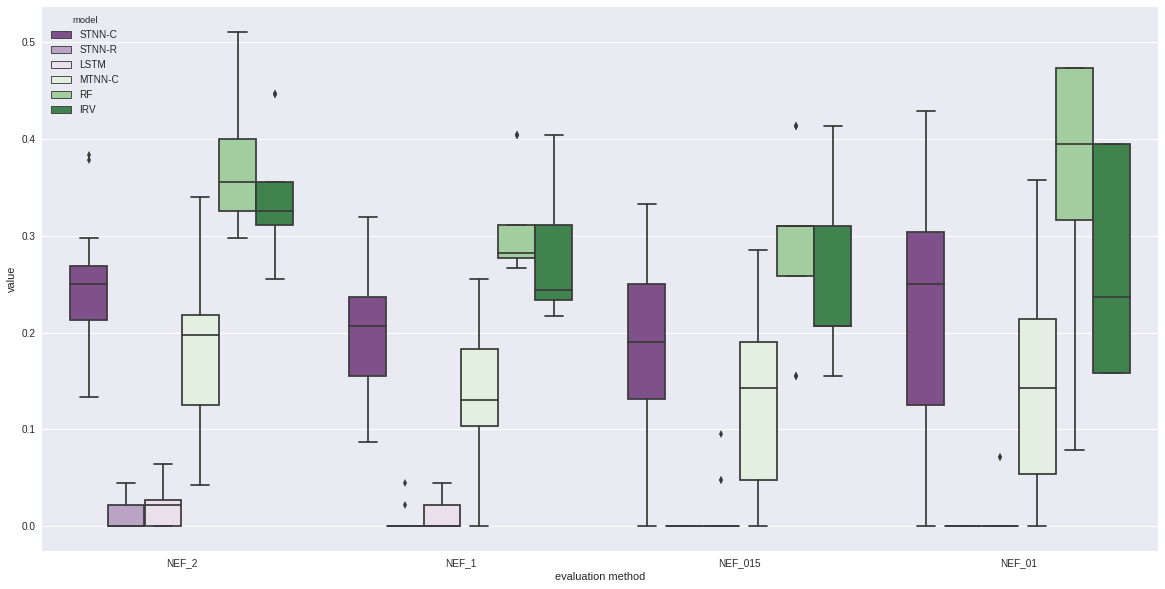 model
STNN-C
STNN-R
LSTM
MTNN-C
RF
IRV
0.5
0.4
0.3
0.2
0.1
0.0
value
NEF_2
NEF_1
NEF_015
NEF_01
evaluation method